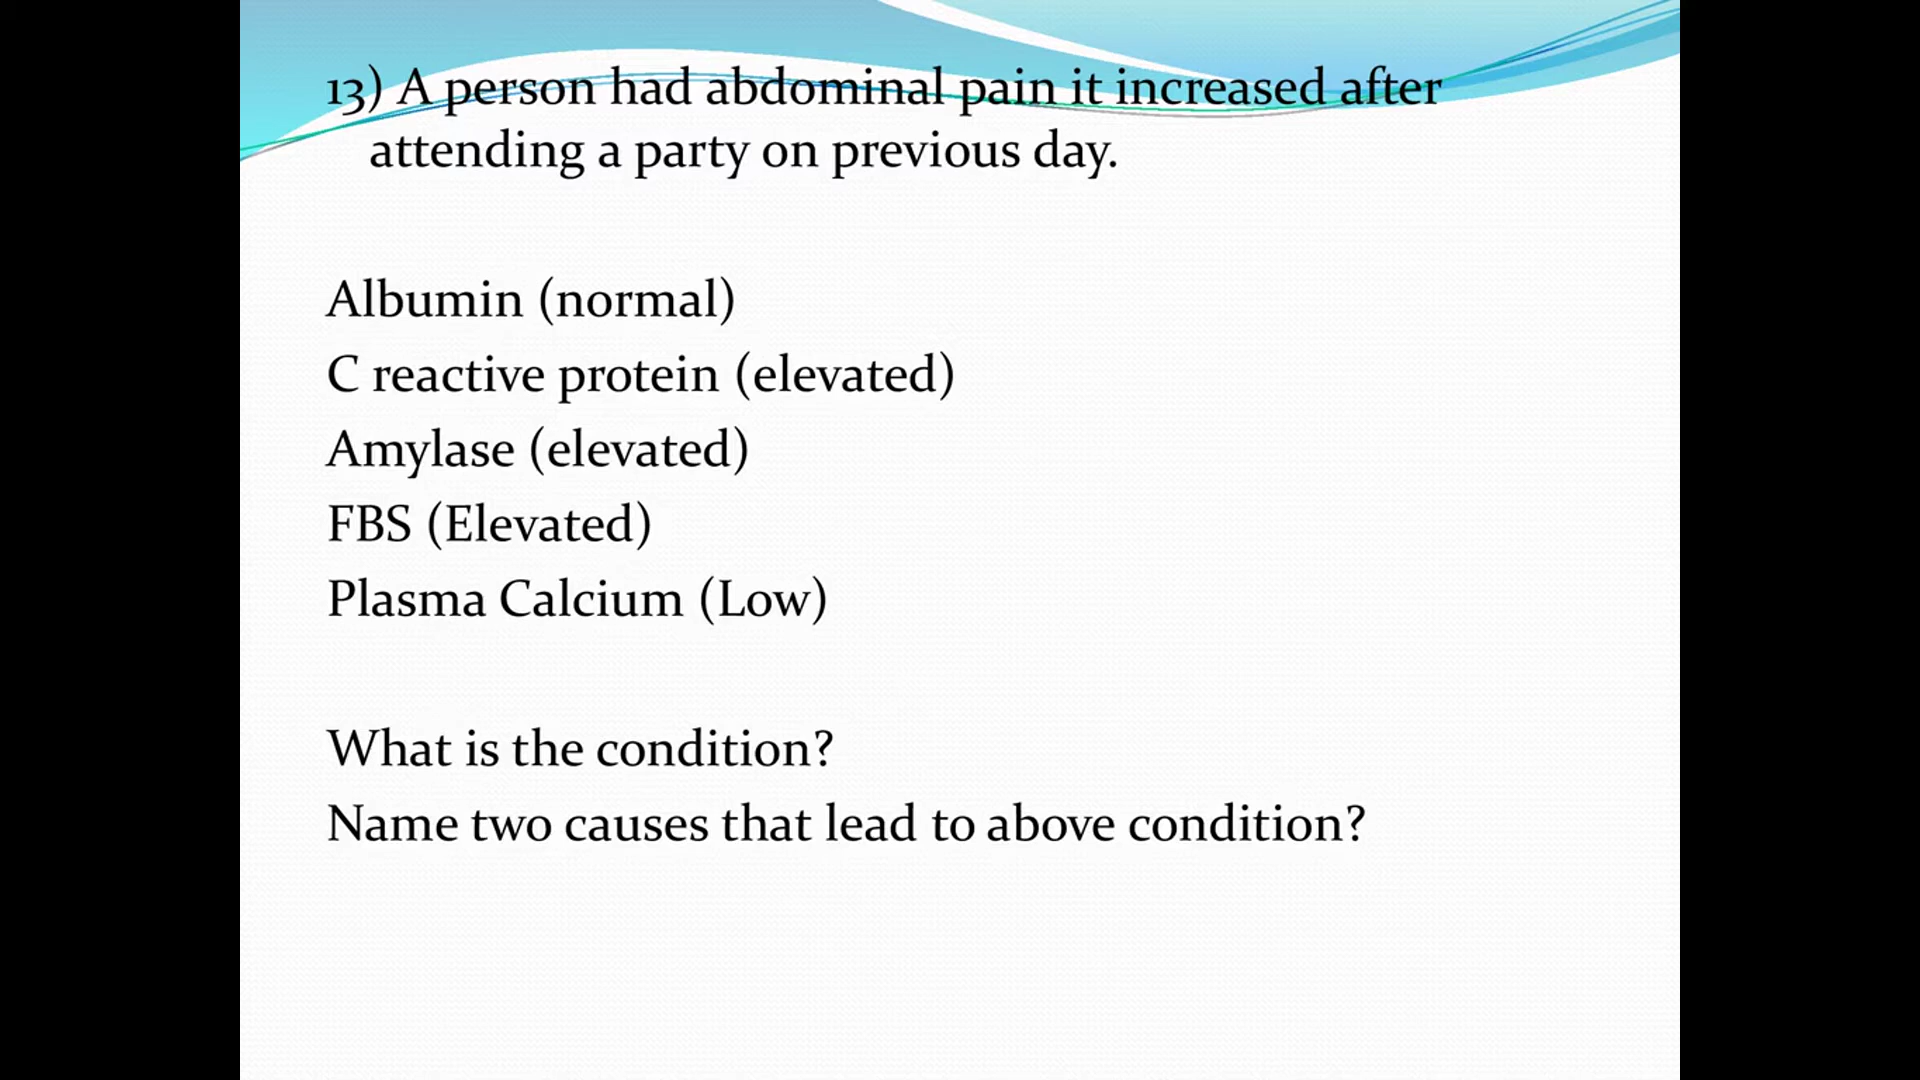 13) A person had abdominal pain it increased after
attending a party on previous day.
Albumin (normal)
C reactive protein (elevated)
Amylase (elevated)
FBS (Elevated)
Plasma Calcium (Low)
What is the condition?
Name two causes that lead to above condition?